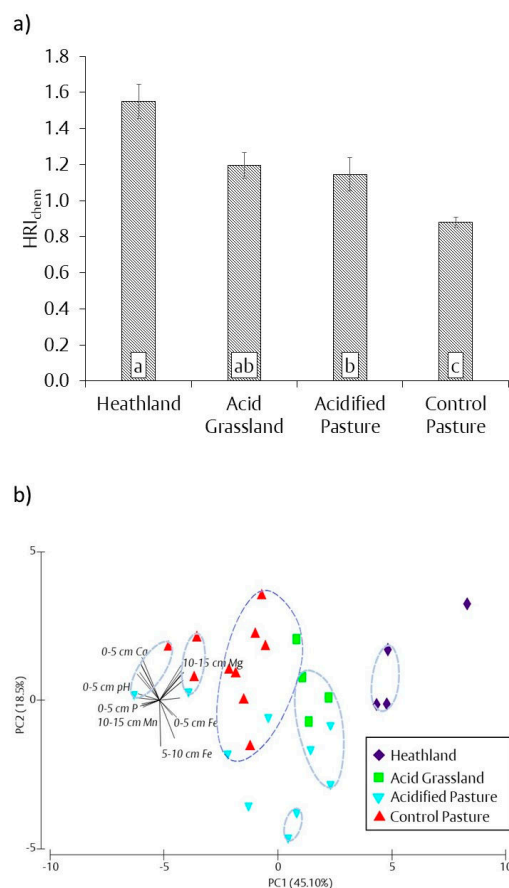 a)
1.8
1.6
1.4
1.2
1.0
0.8
0.6
0.4
0.2
0.0
HRIchem
a
ab
b
c
Heathland
Acid
Grassland
Acidified
Pasture
Control
Pasture
b)
5
0
-5
PC2 (18.5%)
0-5 cm Ca
10-15 cm Mg
0-5 cm pH
0-5 cm P
10-15 cm Mn
0-5 cm Fe
5-10 cm Fe
Heathland
Acid Grassland
Acidified Pasture
Control Pasture
-10
-5
0
5
10
PC1 (45.10%)